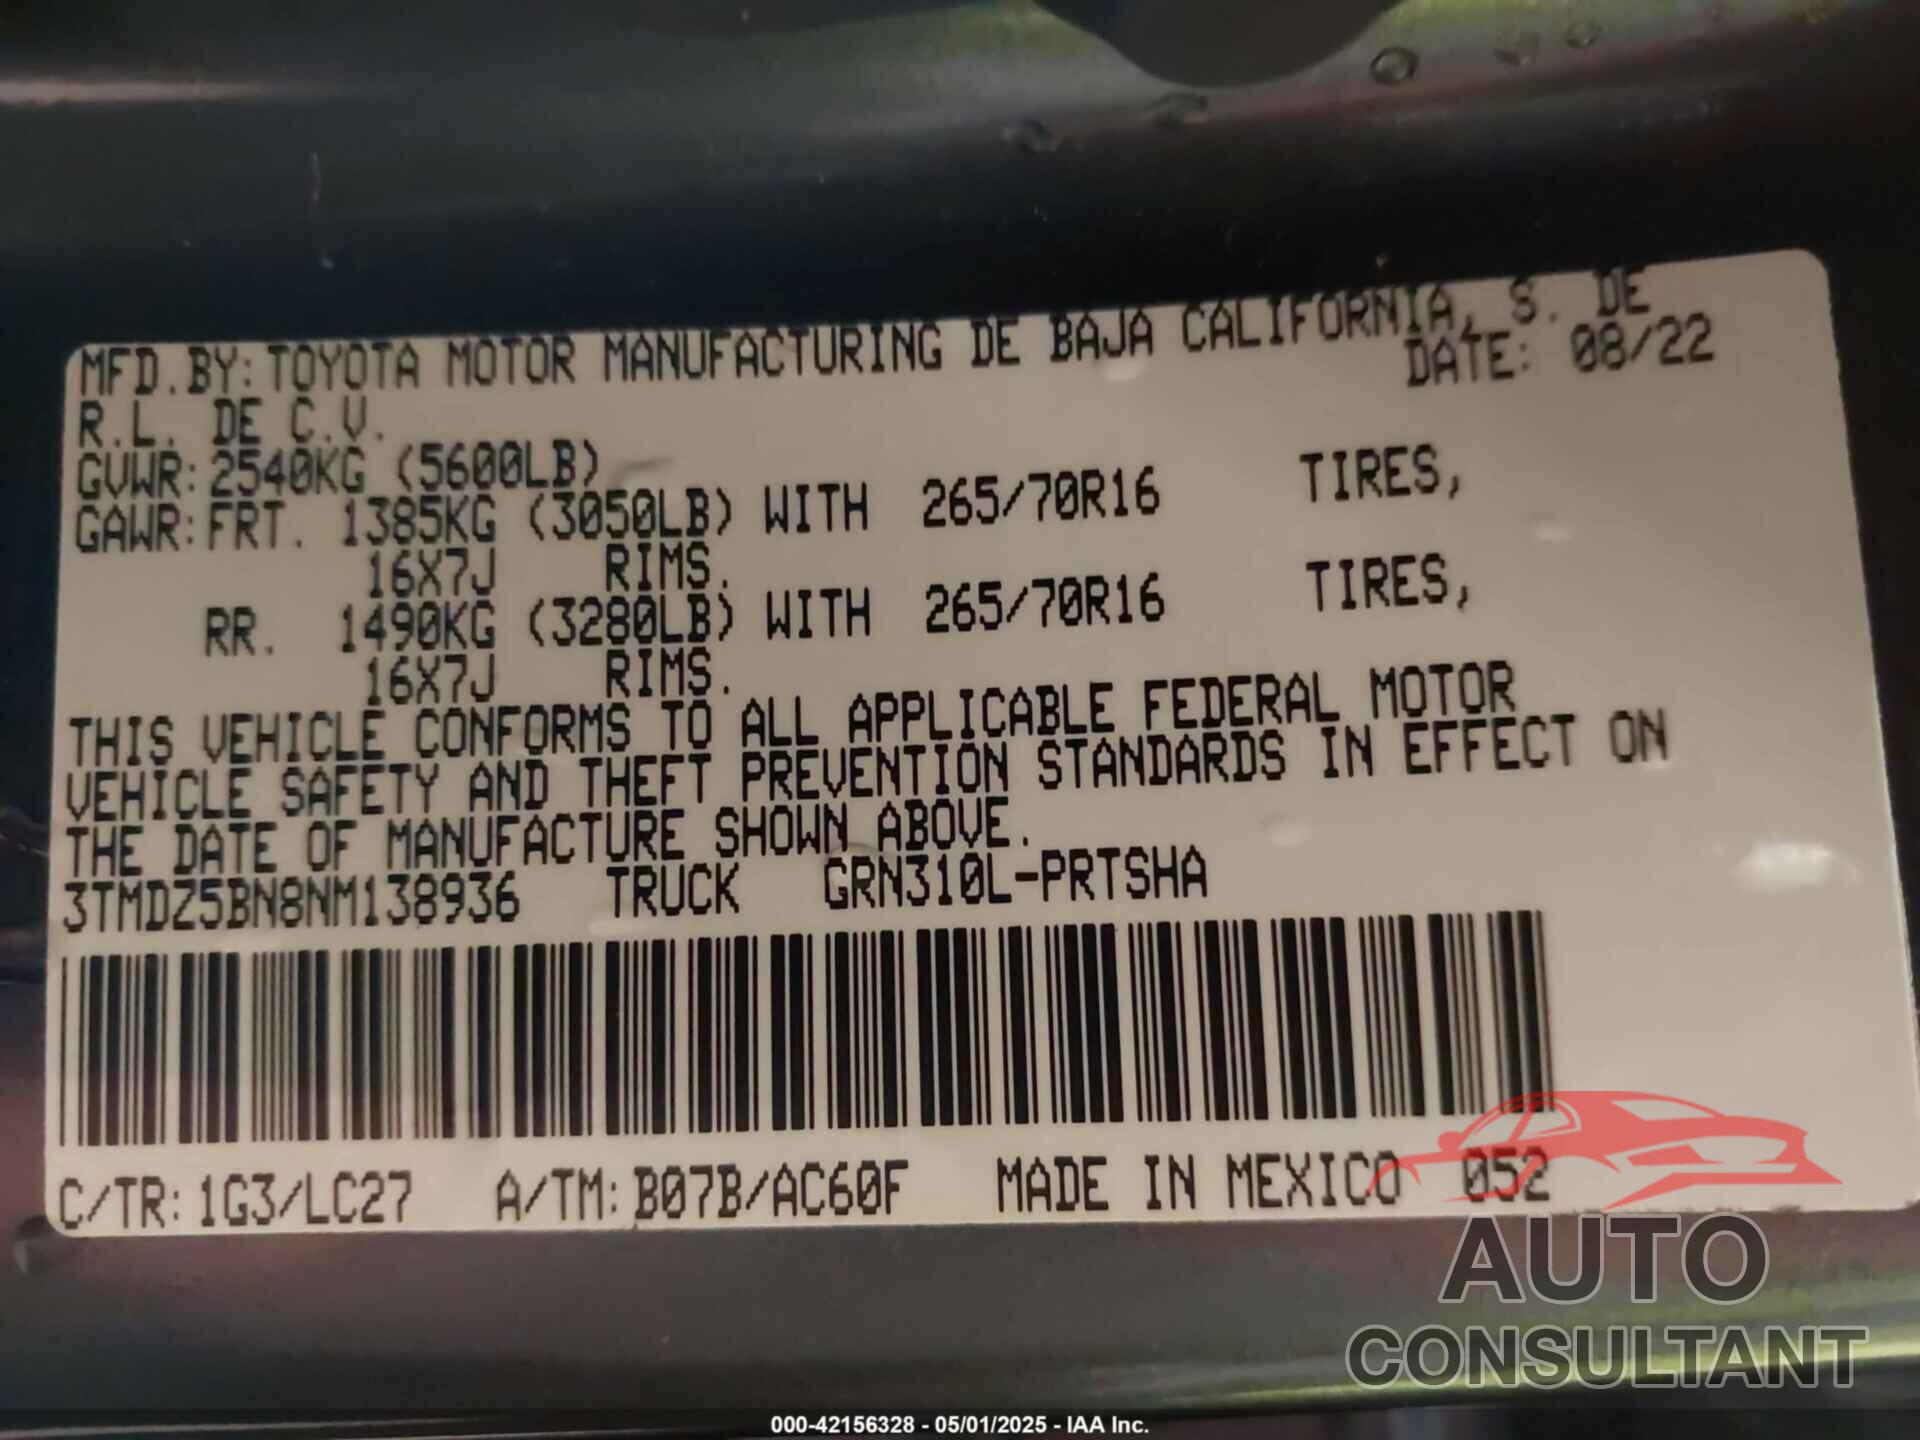 MFD.BY:TOYOTA MOTOR MANUFACTURING DE BAJA CALIFORNIA, S. DE
R.L. DE C.V. DATE: 08/22
GVWR:2540KG (5600LB)
GAWR:FRT. 1385KG (3050LB) WITH 265/70R16 TIRES,
16X7J RIMS.
RR. 1490KG (3280LB) WITH 265/70R16 TIRES,
16X7J RIMS.
THIS VEHICLE CONFORMS TO ALL APPLICABLE FEDERAL MOTOR
VEHICLE SAFETY AND THEFT PREVENTION STANDARDS IN EFFECT ON
THE DATE OF MANUFACTURE SHOWN ABOVE.
3TMDZ5BN8NM138936 TRUCK GRN310L-PRTSHA
C/TR:1G3/LC27 A/TM:B07B/AC60F MADE IN MEXICO 052
AUTO
CONSULTANT
000-42156328 - 05/01/2025 - IAA Inc.